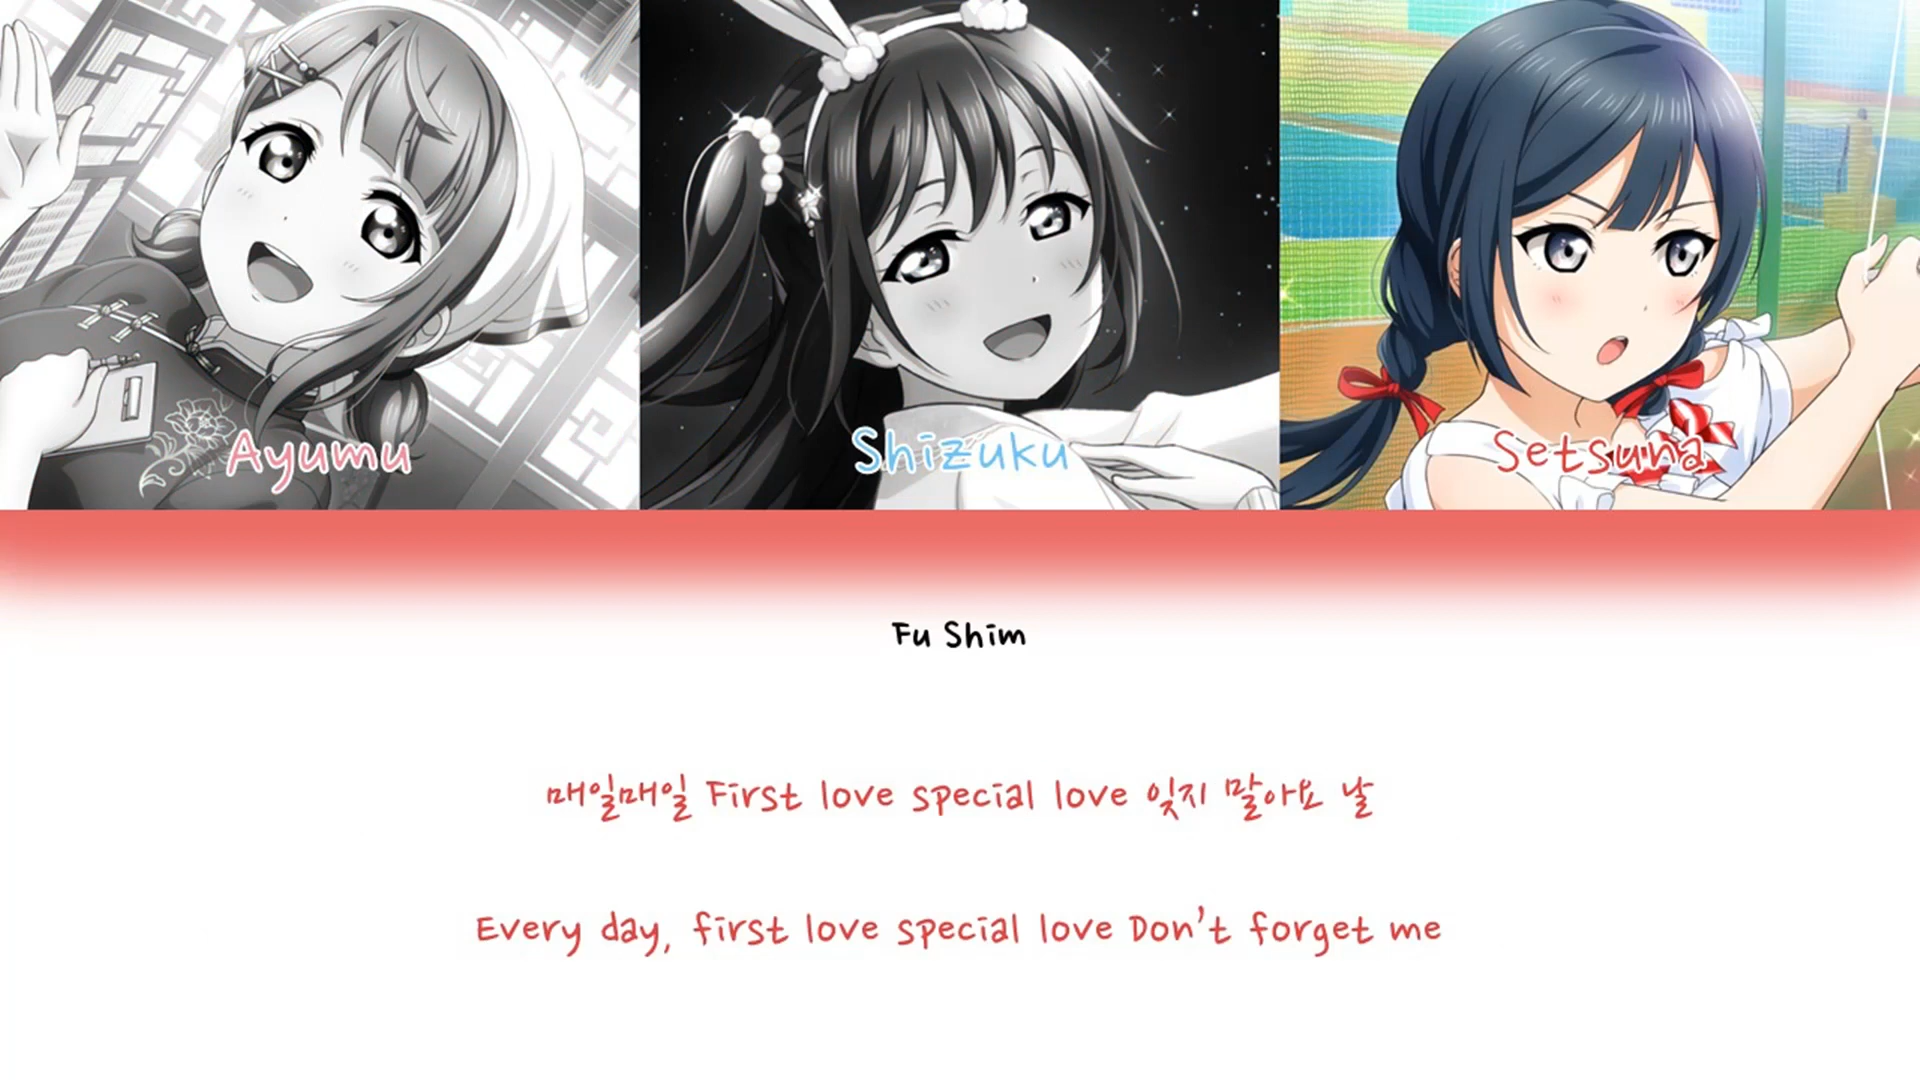 Ayumu
Shizuku
Setsuna
Fu Shim
매일매일 First love special love 잊지 말아요 날
Every day, first love special love Don't forget me